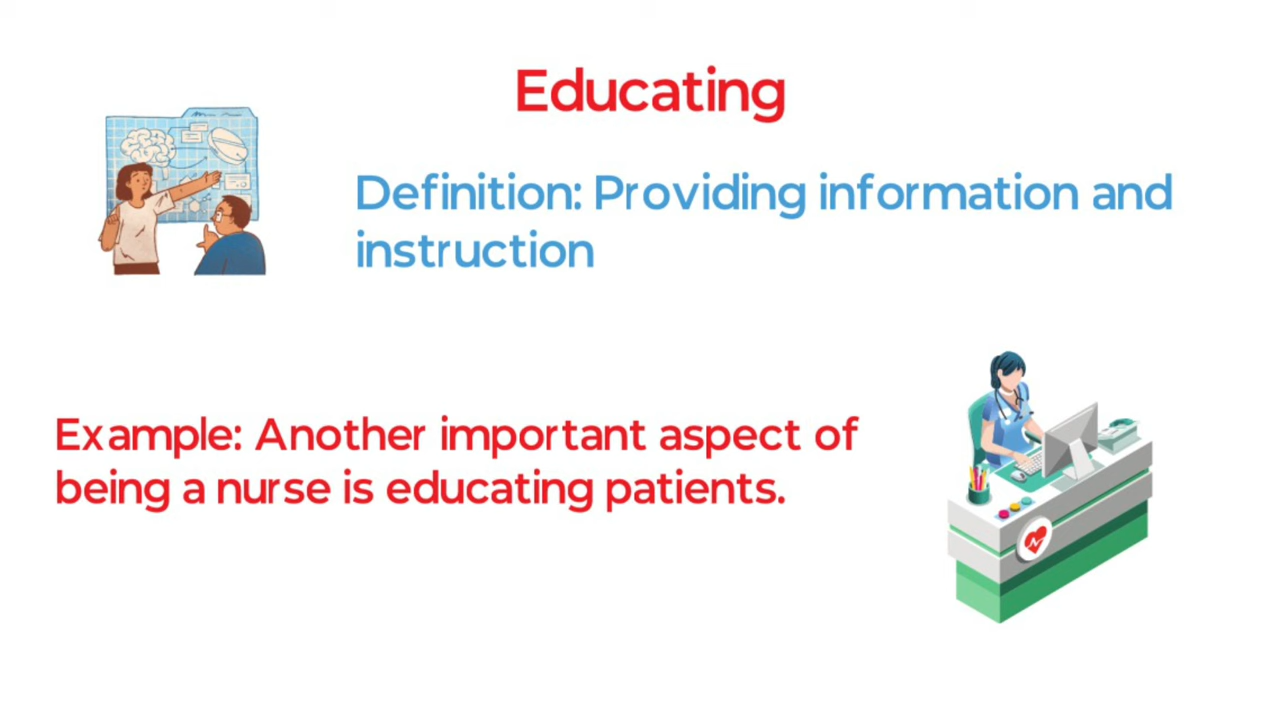 Educating
Definition: Providing information and
instruction
Example: Another important aspect of
being a nurse is educating patients.